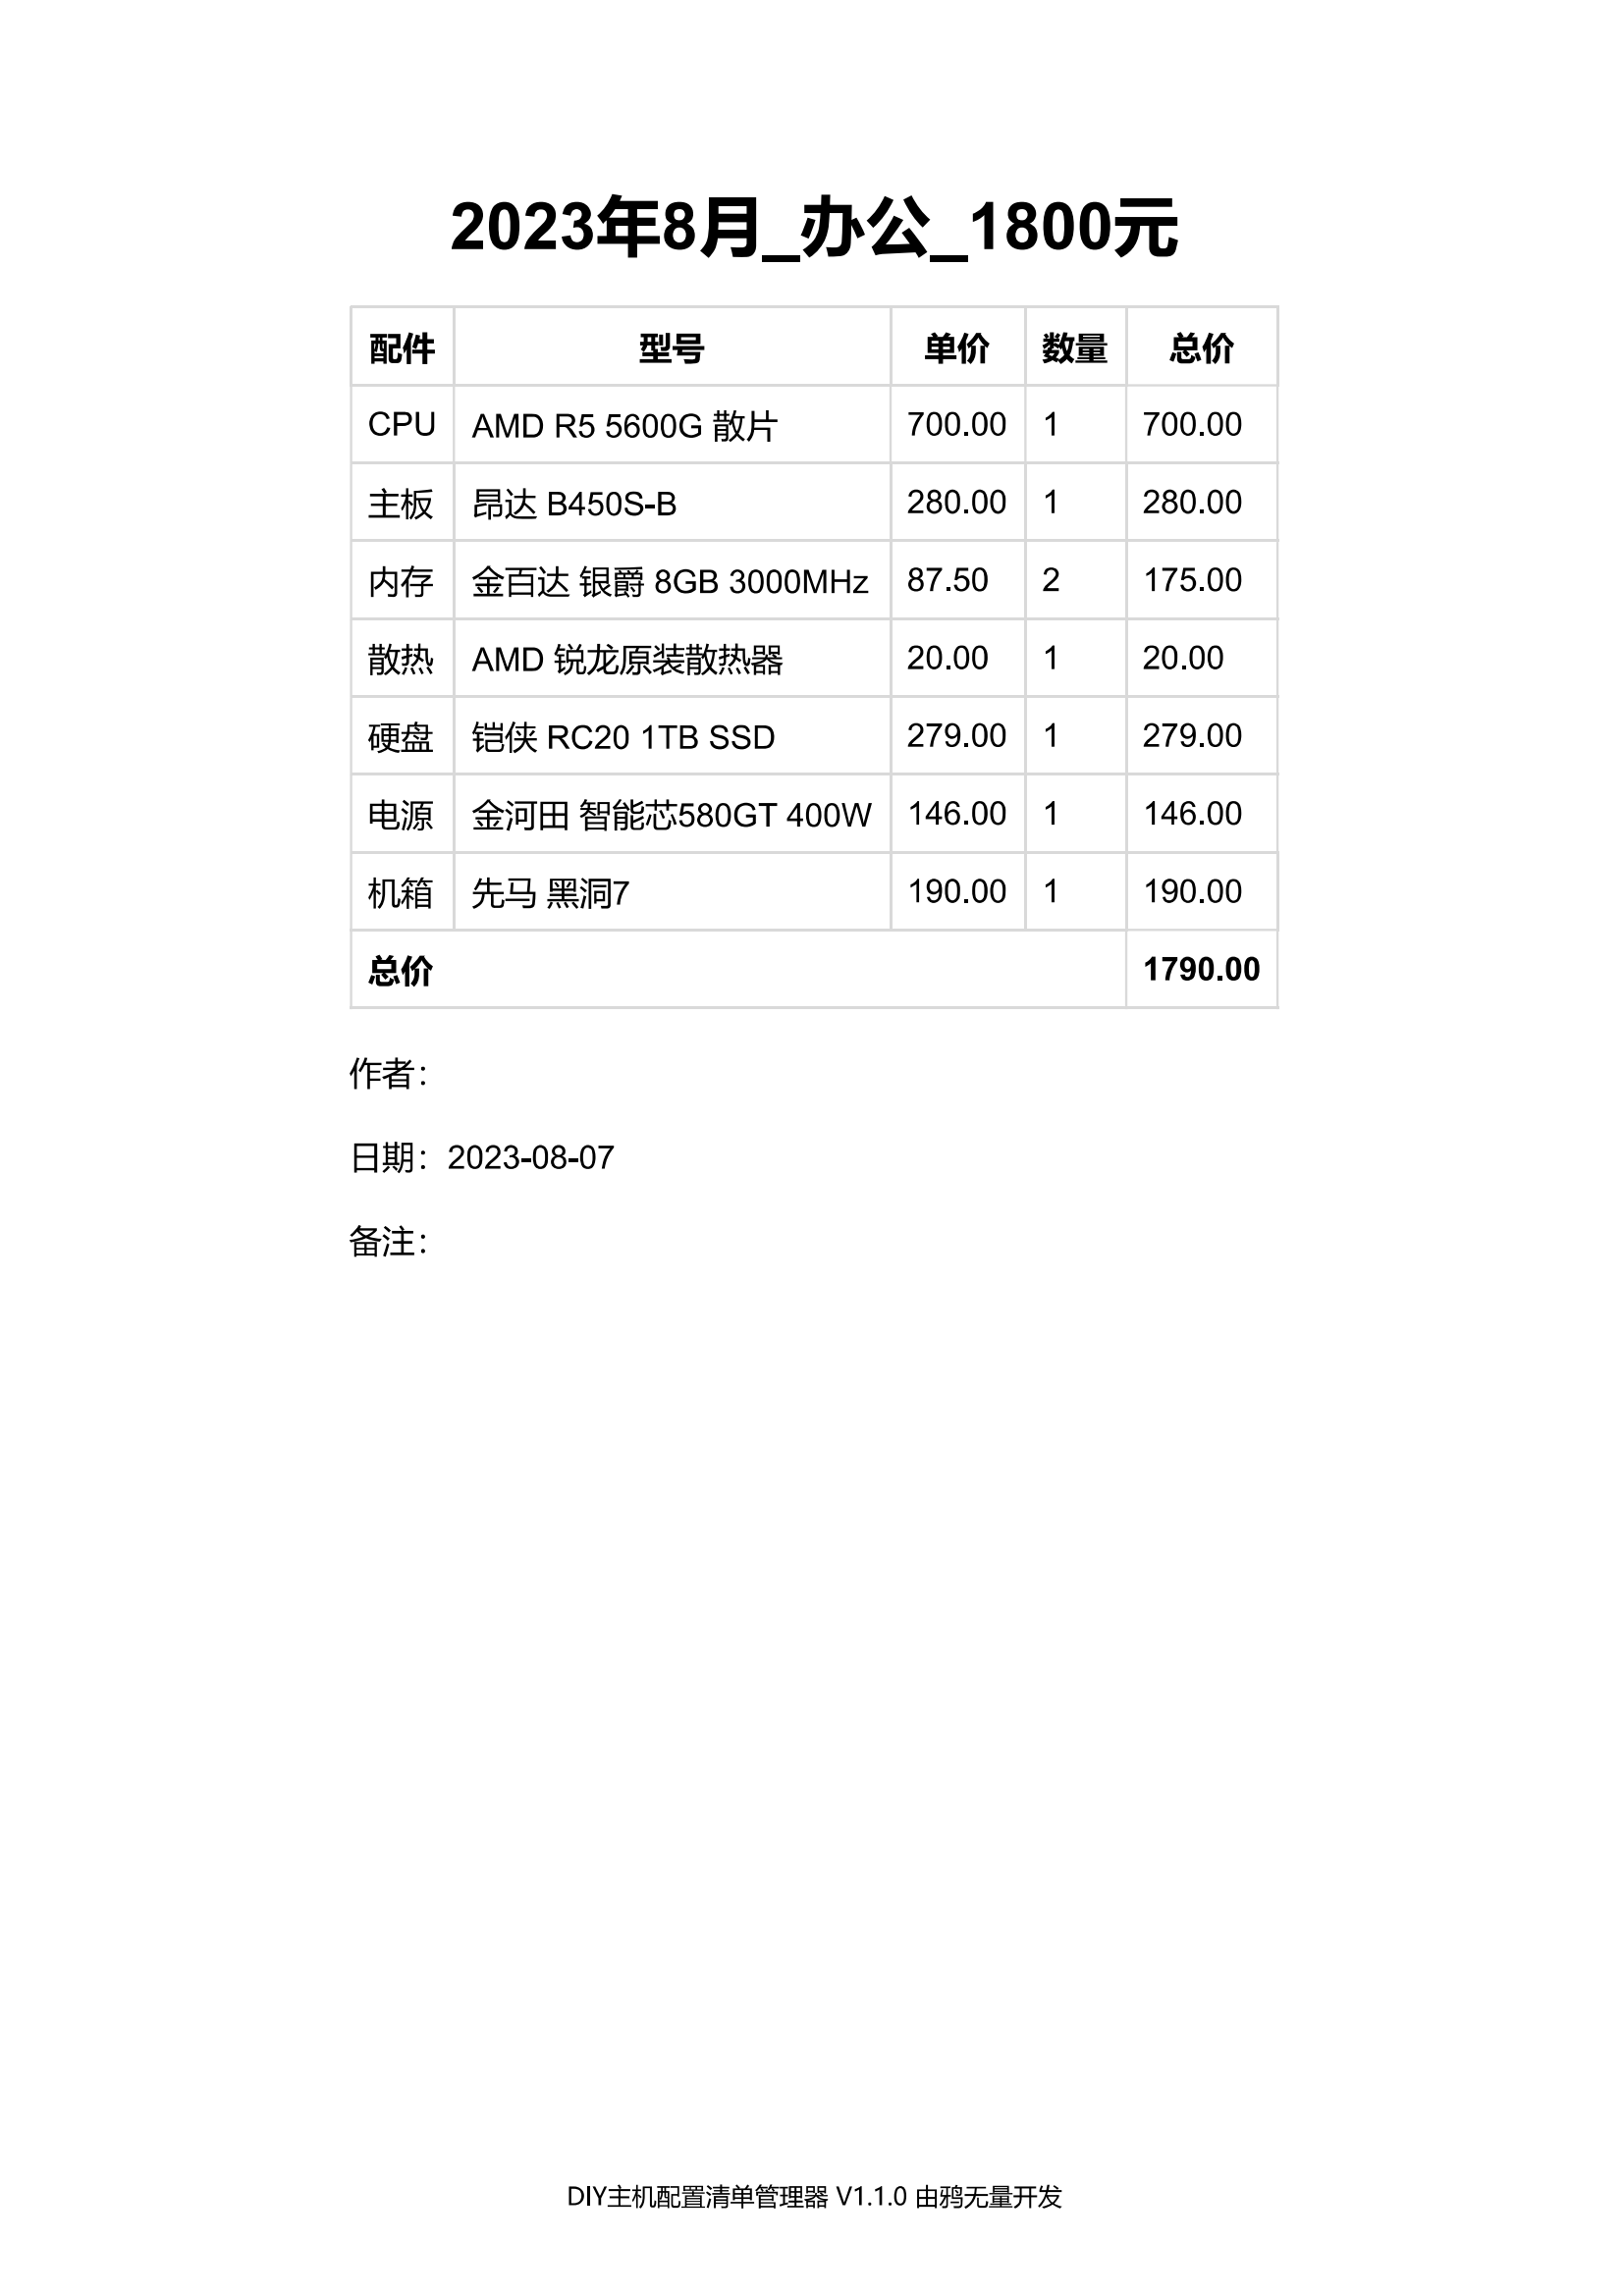 2023年8月_办公_1800元
配件 型号 单价 数量 总价
CPU AMD R5 5600G 散片 700.00 1 700.00
主板 昂达 B450S-B 280.00 1 280.00
内存 金百达 银爵 8GB 3000MHz 87.50 2 175.00
散热 AMD 锐龙原装散热器 20.00 1 20.00
硬盘 铠侠 RC20 1TB SSD 279.00 1 279.00
电源 金河田 智能芯580GT 400W 146.00 1 146.00
机箱 先马 黑洞7 190.00 1 190.00
总价 1790.00
作者：
日期：2023-08-07
备注：
DIY主机配置清单管理器 V1.1.0 由鸦无量开发